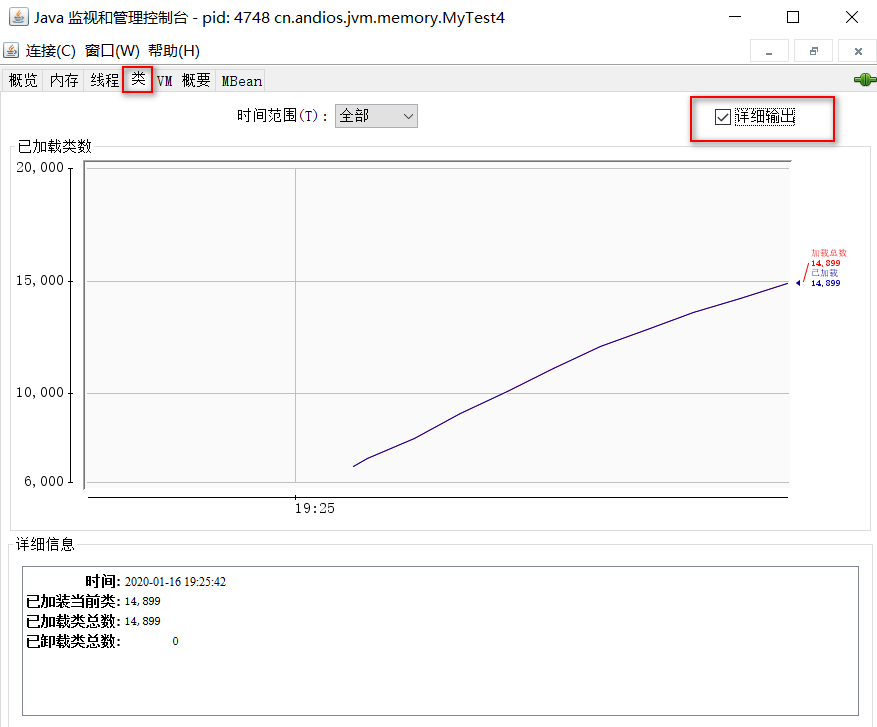 Java 监视和管理控制台 - pid: 4748 cn.andios.jvm.memory.MyTest4
连接(C) 窗口(W) 帮助(H)
概览 内存 线程 类 VM 概要 MBean
时间范围(T): 全部 详细输出
已加载类数
20,000
15,000
10,000
6,000
19:25
加载总数
14,899
已加载
14,899
详细信息
时间: 2020-01-16 19:25:42
已加装当前类: 14,899
已加载类总数: 14,899
已卸载类总数: 0